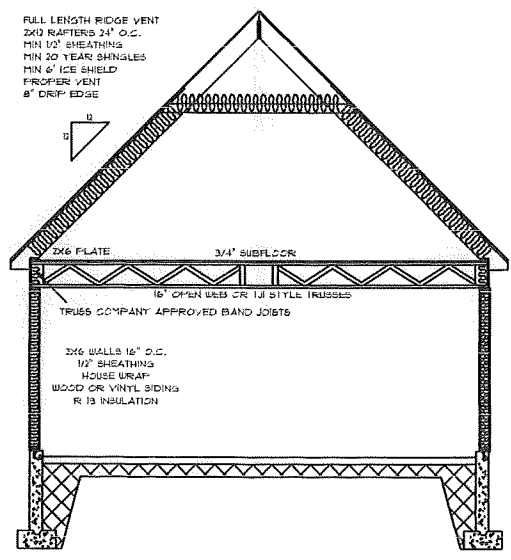 FULL LENGTH RIDGE VENT
2X12 RAFTERS 24" O.C.
MIN 1/2" SHEATHING
MIN 20 YEAR SHINGLES
MIN 6' ICE SHIELD
PROPER VENT
8" DRIP EDGE
12
12
2X6 PLATE
3/4" SUBFLOOR
16" OPEN WEB OR TJI STYLE TRUSSES
TRUSS COMPANY APPROVED BAND JOISTS
2X6 WALLS 16" O.C.
1/2" SHEATHING
HOUSE WRAP
WOOD OR VINYL SIDING
R 19 INSULATION